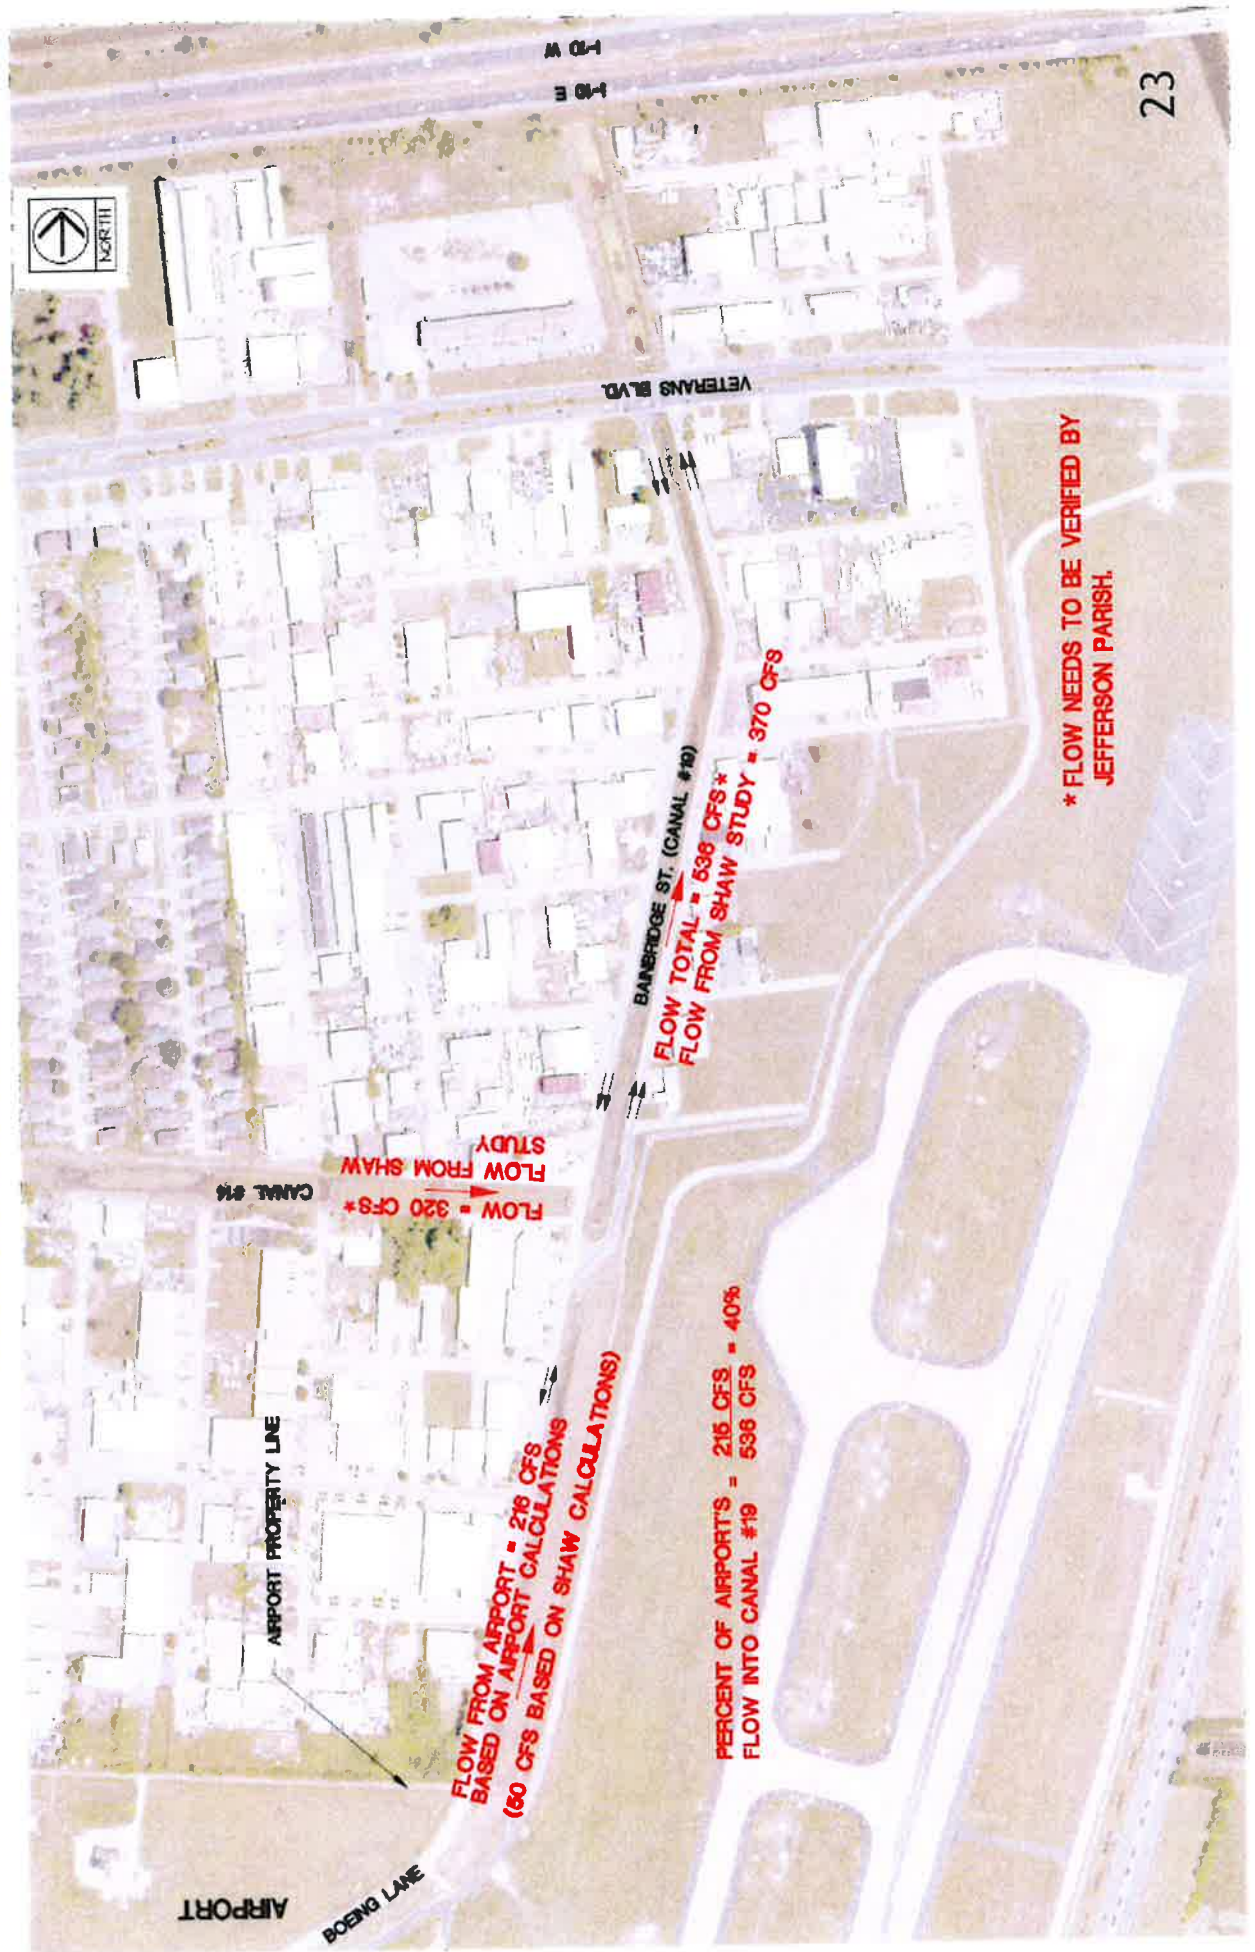 I-10 W
I-10 E
23
NORTH
VETERANS BLVD.
* FLOW NEEDS TO BE VERIFIED BY
JEFFERSON PARISH.
BAINBRIDGE ST. (CANAL #19)
FLOW TOTAL = 536 CFS*
FLOW FROM SHAW STUDY = 370 CFS
CANAL #14
FLOW = 320 CFS*
FLOW FROM SHAW
STUDY
AIRPORT PROPERTY LINE
FLOW FROM AIRPORT = 216 CFS
BASED ON AIRPORT CALCULATIONS
(50 CFS BASED ON SHAW CALCULATIONS)
PERCENT OF AIRPORT'S = 216 CFS = 40%
FLOW INTO CANAL #19 536 CFS
AIRPORT
BOEING LANE